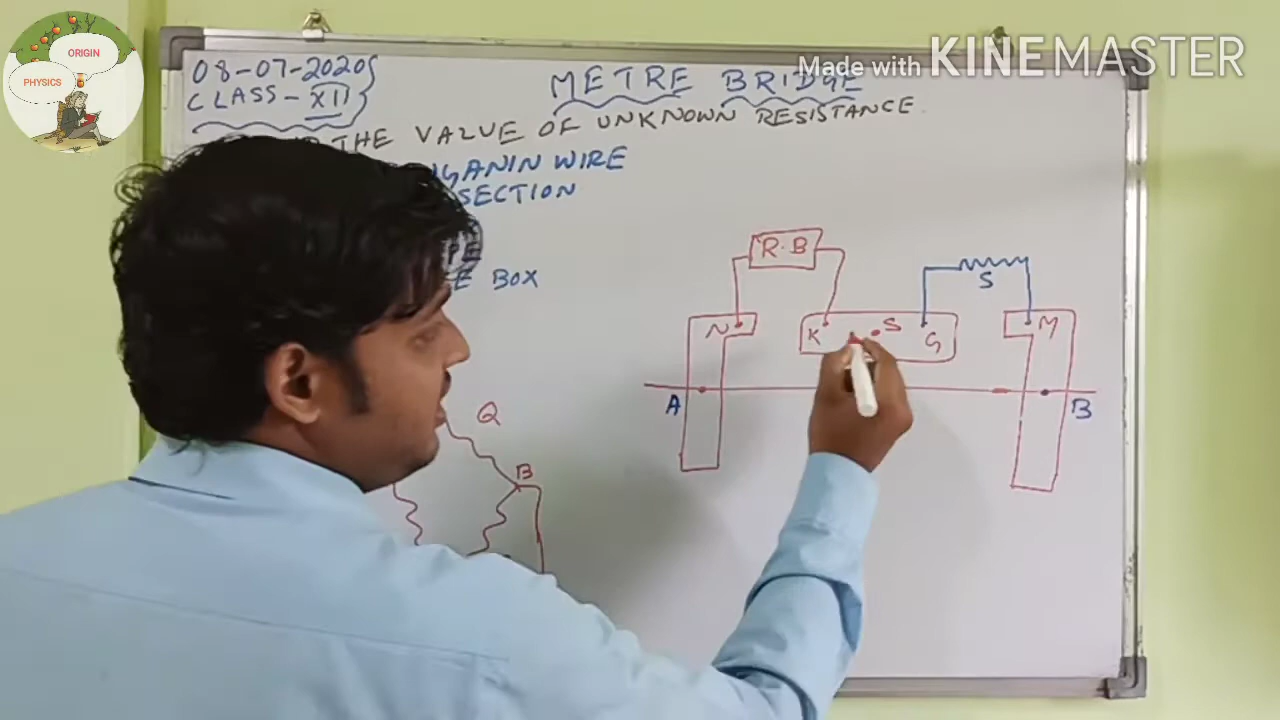 ORIGIN
PHYSICS
Made with KINEMASTER
08-07-2020
CLASS-XII
METRE BRIDGE
THE VALUE OF UNKNOWN RESISTANCE
WIRE
SECTION
BOX
R.B
S
N
K
S
G
M
A
B
Q
B